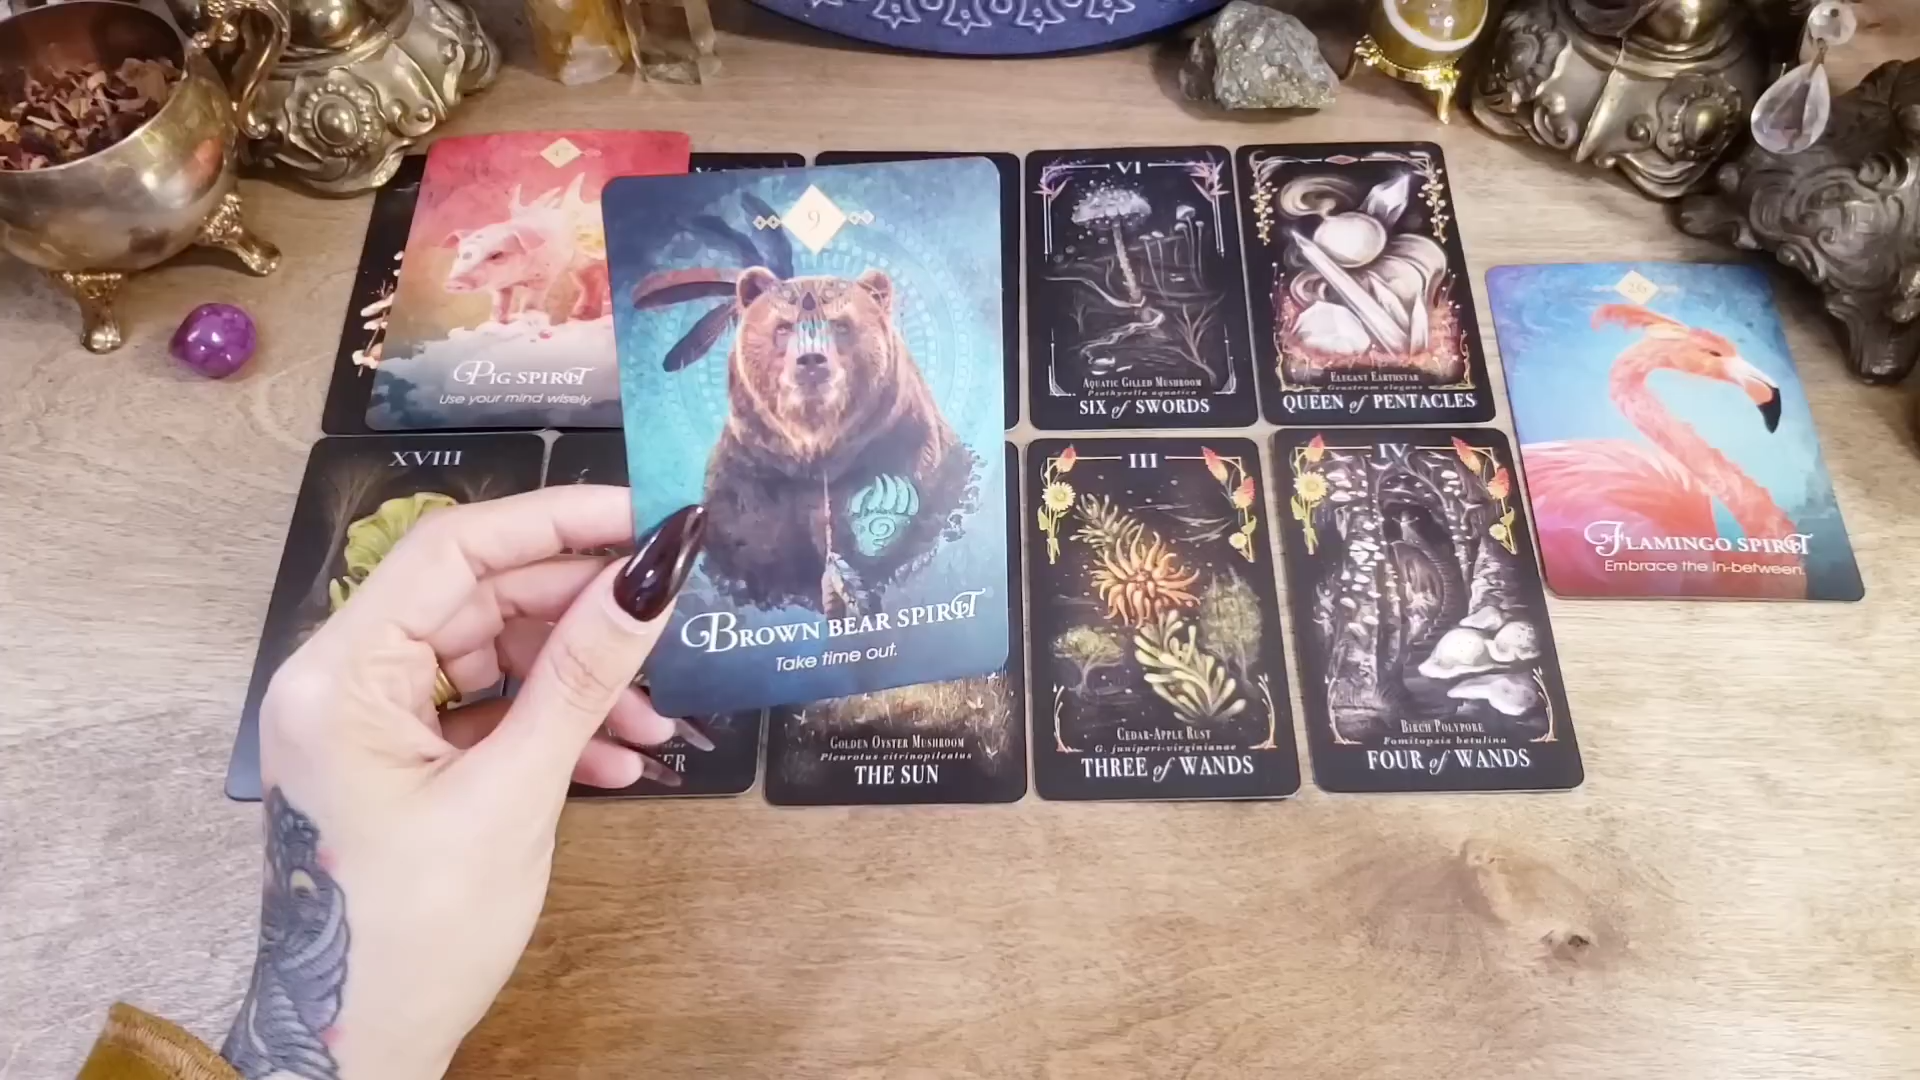 47
PIG SPIRIT
Use your mind wisely.
9
BROWN BEAR SPIRIT
Take time out.
VI
AQUATIC GILLED MUSHROOM
Psathyrella aquatica
SIX of SWORDS
ELEGANT EARTHSTAR
Geastrum elegans
QUEEN of PENTACLES
26
FLAMINGO SPIRIT
Embrace the in-between.
XVIII
GOLDEN OYSTER MUSHROOM
Pleurotus citrinopileatus
THE SUN
III
CEDAR-APPLE RUST
G. juniperi-virginianae
THREE of WANDS
IV
BIRCH POLYPORE
Fomitopsis betulina
FOUR of WANDS